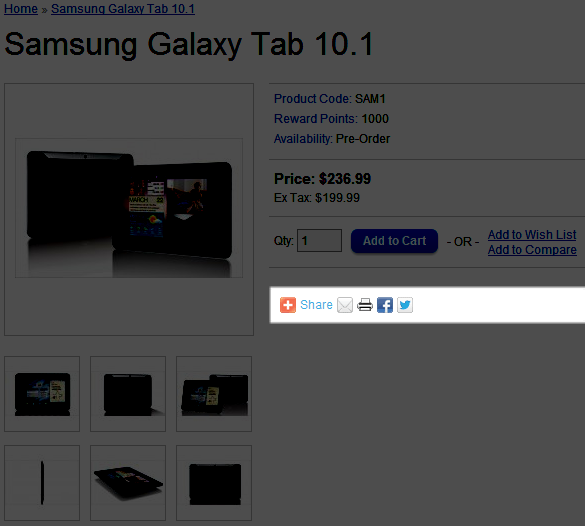 Home » Samsung Galaxy Tab 10.1
Samsung Galaxy Tab 10.1
Product Code: SAM1
Reward Points: 1000
Availability: Pre-Order
Price: $236.99
Ex Tax: $199.99
Qty: 1 Add to Cart - OR - Add to Wish List
Add to Compare
Share
MARCH